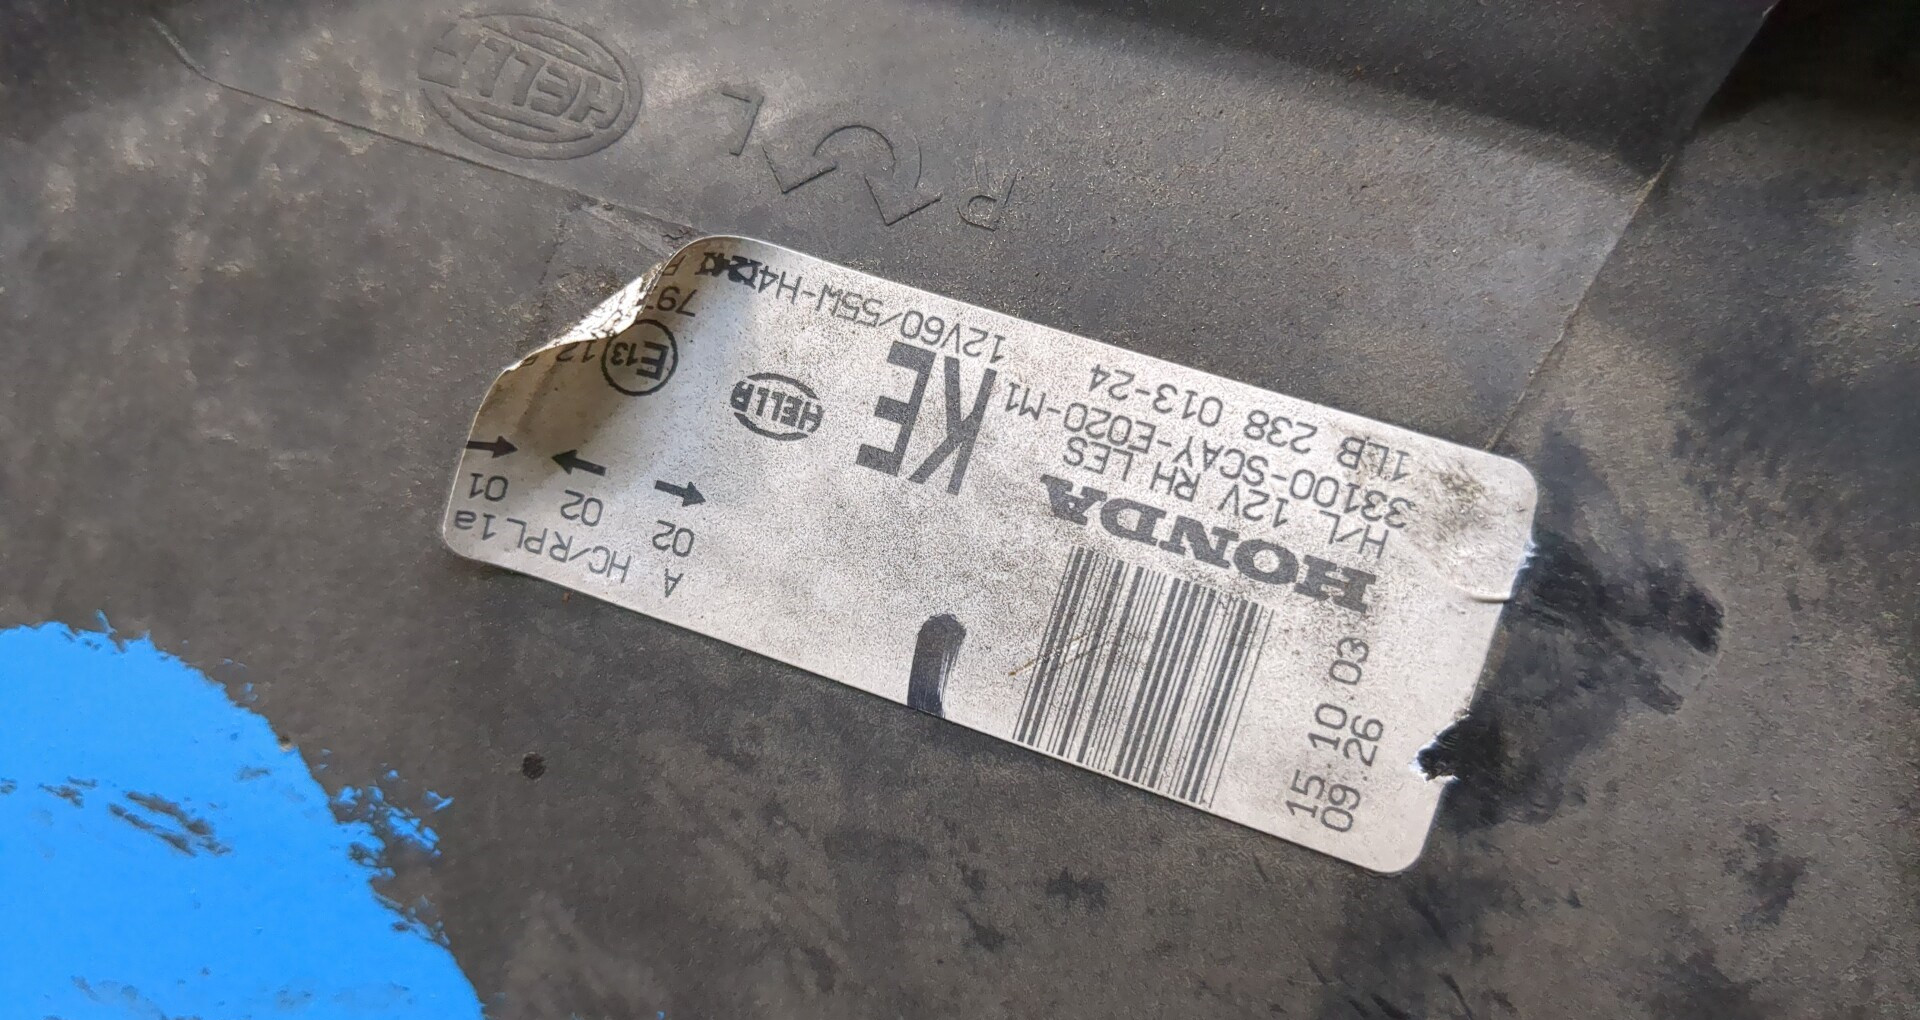 HELLA
R L
HONDA
H/L 12V RH LES
33100-SCAY-E020-M1
1LB 238 013-24
KE
12V60/55W-H4
HELLA
E13
A
02 02 01
HC/R PL 1a
15.10.03
09:26